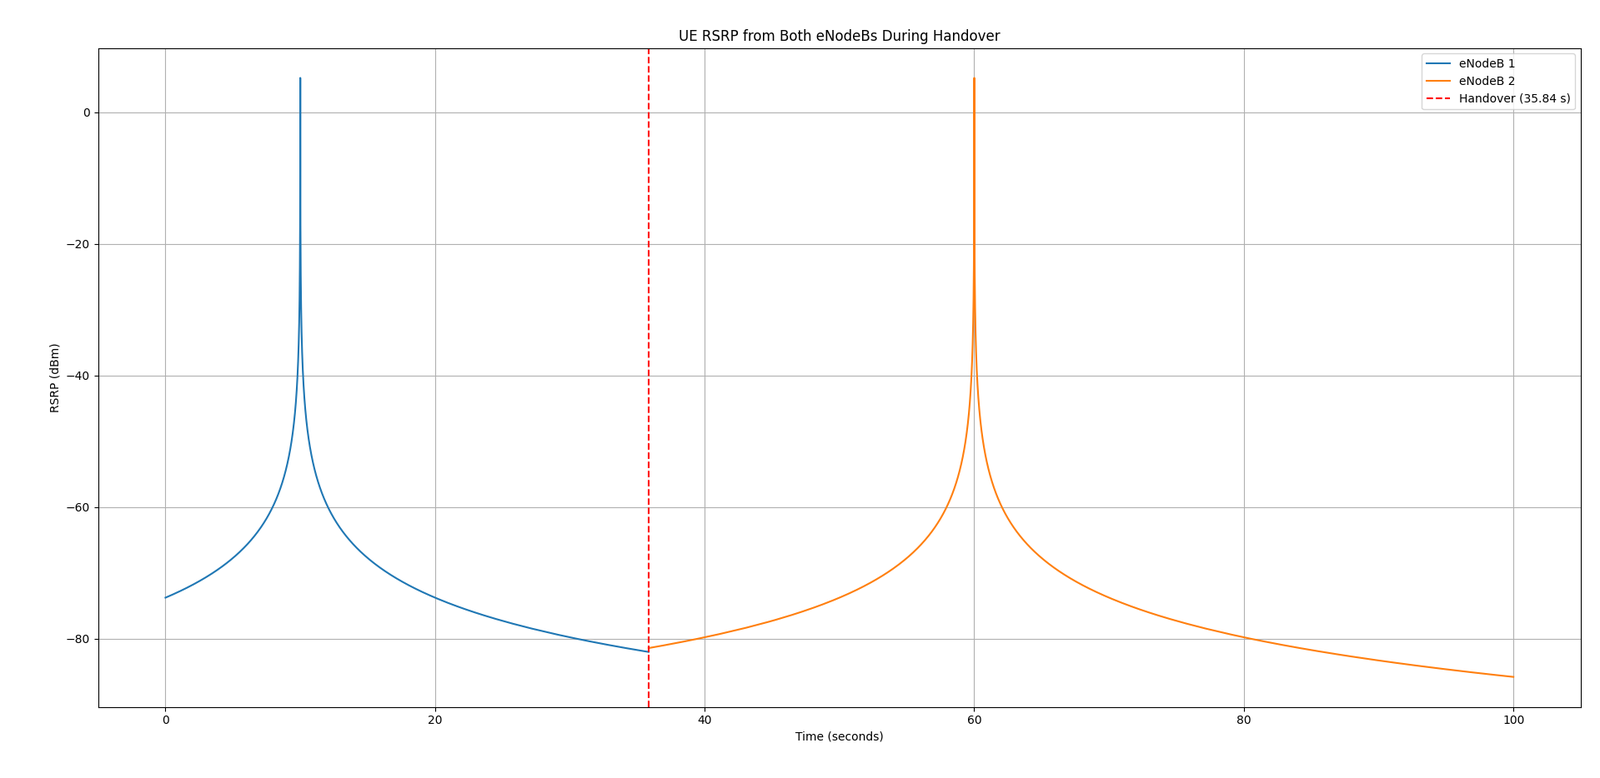 UE RSRP from Both eNodeBs During Handover
eNodeB 1
eNodeB 2
Handover (35.84 s)
RSRP (dBm)
0
−20
−40
−60
−80
0 20 40 60 80 100
Time (seconds)